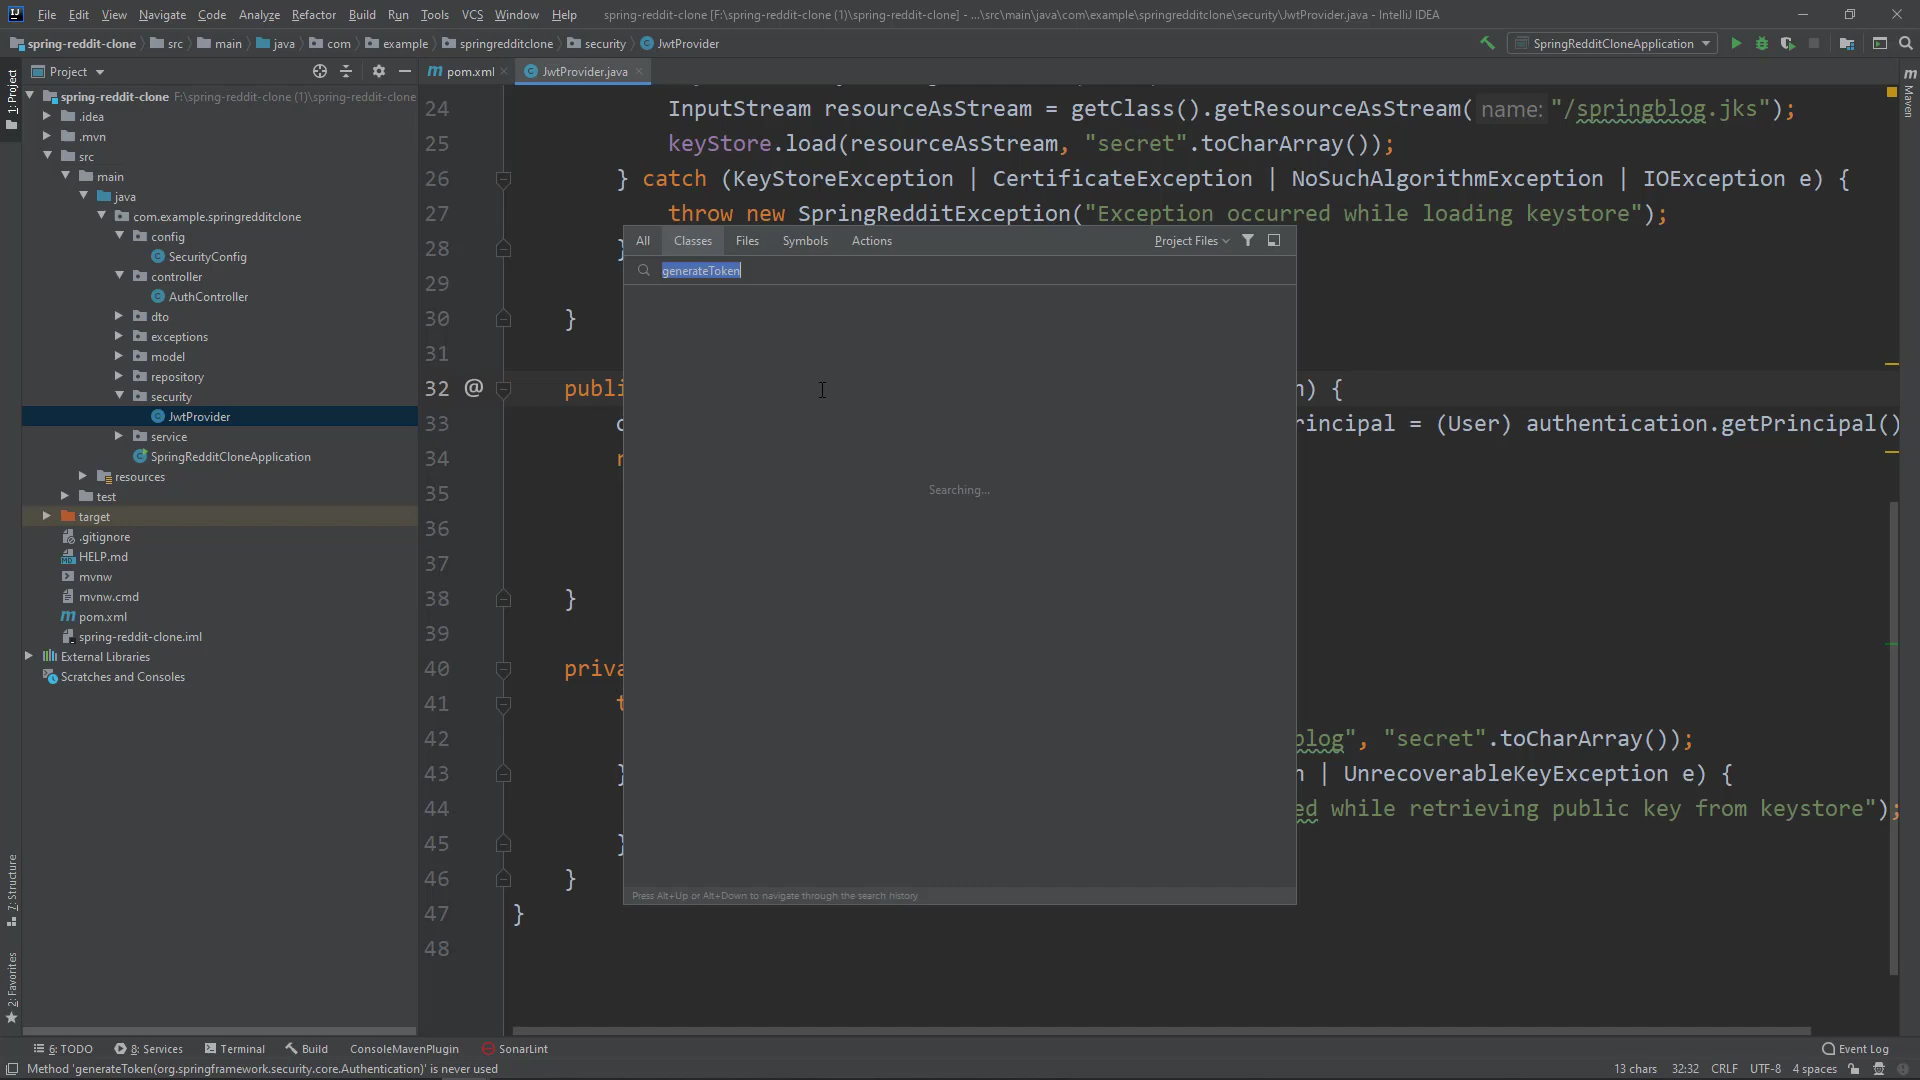 File Edit View Navigate Code Analyze Refactor Build Run Tools VCS Window Help spring-reddit-clone [F:\spring-reddit-clone (1)\spring-reddit-clone] - ...\src\main\java\com\example\springredditclone\security\JwtProvider.java - IntelliJ IDEA
spring-reddit-clone src main java com example springredditclone security JwtProvider SpringRedditCloneApplication
Project pom.xml JwtProvider.java
1: Project
Maven
spring-reddit-clone F:\spring-reddit-clone (1)\spring-reddit-clone
.idea
.mvn
src
main
java
com.example.springredditclone
config
SecurityConfig
controller
AuthController
dto
exceptions
model
repository
security
JwtProvider
service
SpringRedditCloneApplication
resources
test
target
.gitignore
HELP.md
mvnw
mvnw.cmd
pom.xml
spring-reddit-clone.iml
External Libraries
Scratches and Consoles
7: Structure
2: Favorites
24 InputStream resourceAsStream = getClass().getResourceAsStream( name: "/springblog.jks");
25 keyStore.load(resourceAsStream, "secret".toCharArray());
26 } catch (KeyStoreException | CertificateException | NoSuchAlgorithmException | IOException e) {
27 throw new SpringRedditException("Exception occurred while loading keystore");
28 }
29
30 }
31
32 @ publi n) {
33 rincipal = (User) authentication.getPrincipal()
34
35
36
37
38 }
39
40 priva
41 t
42 blog", "secret".toCharArray());
43 } n | UnrecoverableKeyException e) {
44 ed while retrieving public key from keystore");
45 }
46 }
47 }
48
All Classes Files Symbols Actions Project Files
generateToken
Searching...
Press Alt+Up or Alt+Down to navigate through the search history
6: TODO 8: Services Terminal Build ConsoleMavenPlugin SonarLint Event Log
Method 'generateToken(org.springframework.security.core.Authentication)' is never used 13 chars 32:32 CRLF UTF-8 4 spaces